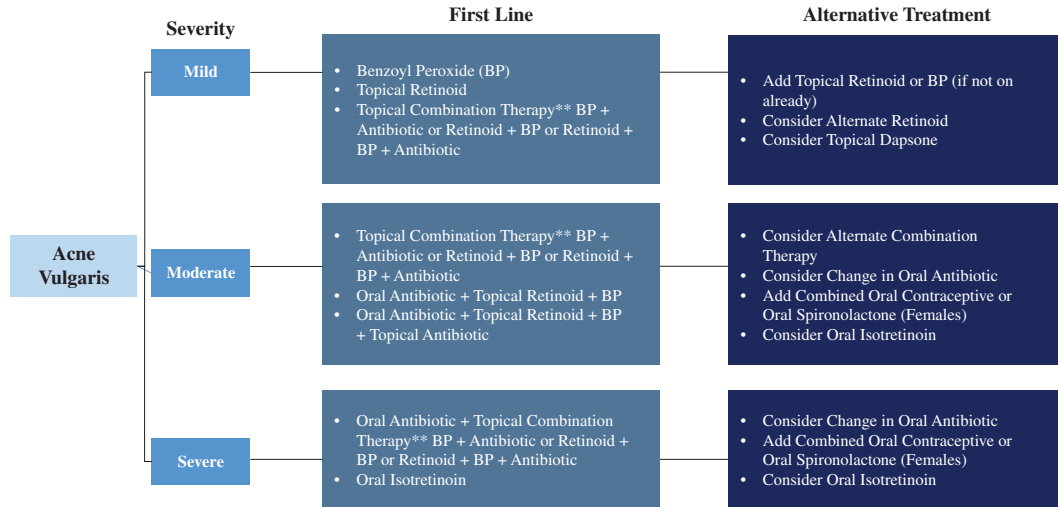 Severity
First Line
Alternative Treatment
Acne
Vulgaris
Mild
• Benzoyl Peroxide (BP)
• Topical Retinoid
• Topical Combination Therapy** BP +
Antibiotic or Retinoid + BP or Retinoid +
BP + Antibiotic
• Add Topical Retinoid or BP (if not on
already)
• Consider Alternate Retinoid
• Consider Topical Dapsone
Moderate
• Topical Combination Therapy** BP +
Antibiotic or Retinoid + BP or Retinoid +
BP + Antibiotic
• Oral Antibiotic + Topical Retinoid + BP
• Oral Antibiotic + Topical Retinoid + BP
+ Topical Antibiotic
• Consider Alternate Combination
Therapy
• Consider Change in Oral Antibiotic
• Add Combined Oral Contraceptive or
Oral Spironolactone (Females)
• Consider Oral Isotretinoin
Severe
• Oral Antibiotic + Topical Combination
Therapy** BP + Antibiotic or Retinoid +
BP or Retinoid + BP + Antibiotic
• Oral Isotretinoin
• Consider Change in Oral Antibiotic
• Add Combined Oral Contraceptive or
Oral Spironolactone (Females)
• Consider Oral Isotretinoin